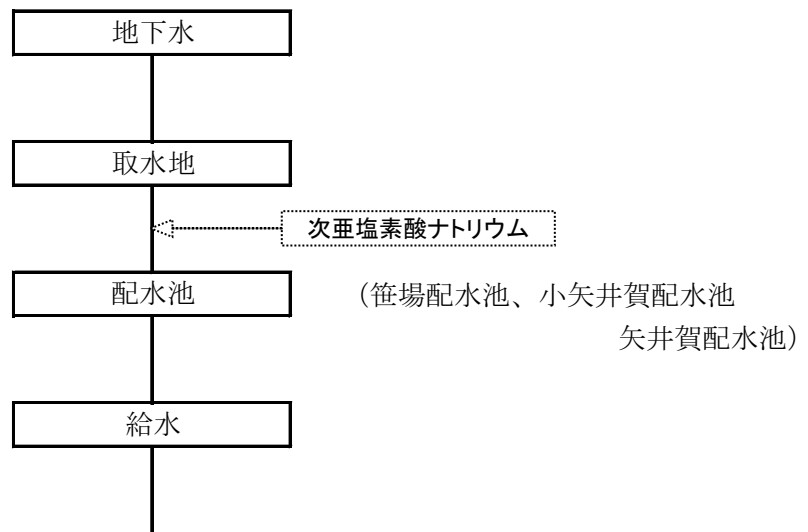 地下水
取水地
次亜塩素酸ナトリウム
配水池
（笹場配水池、小矢井賀配水池
矢井賀配水池）
給水